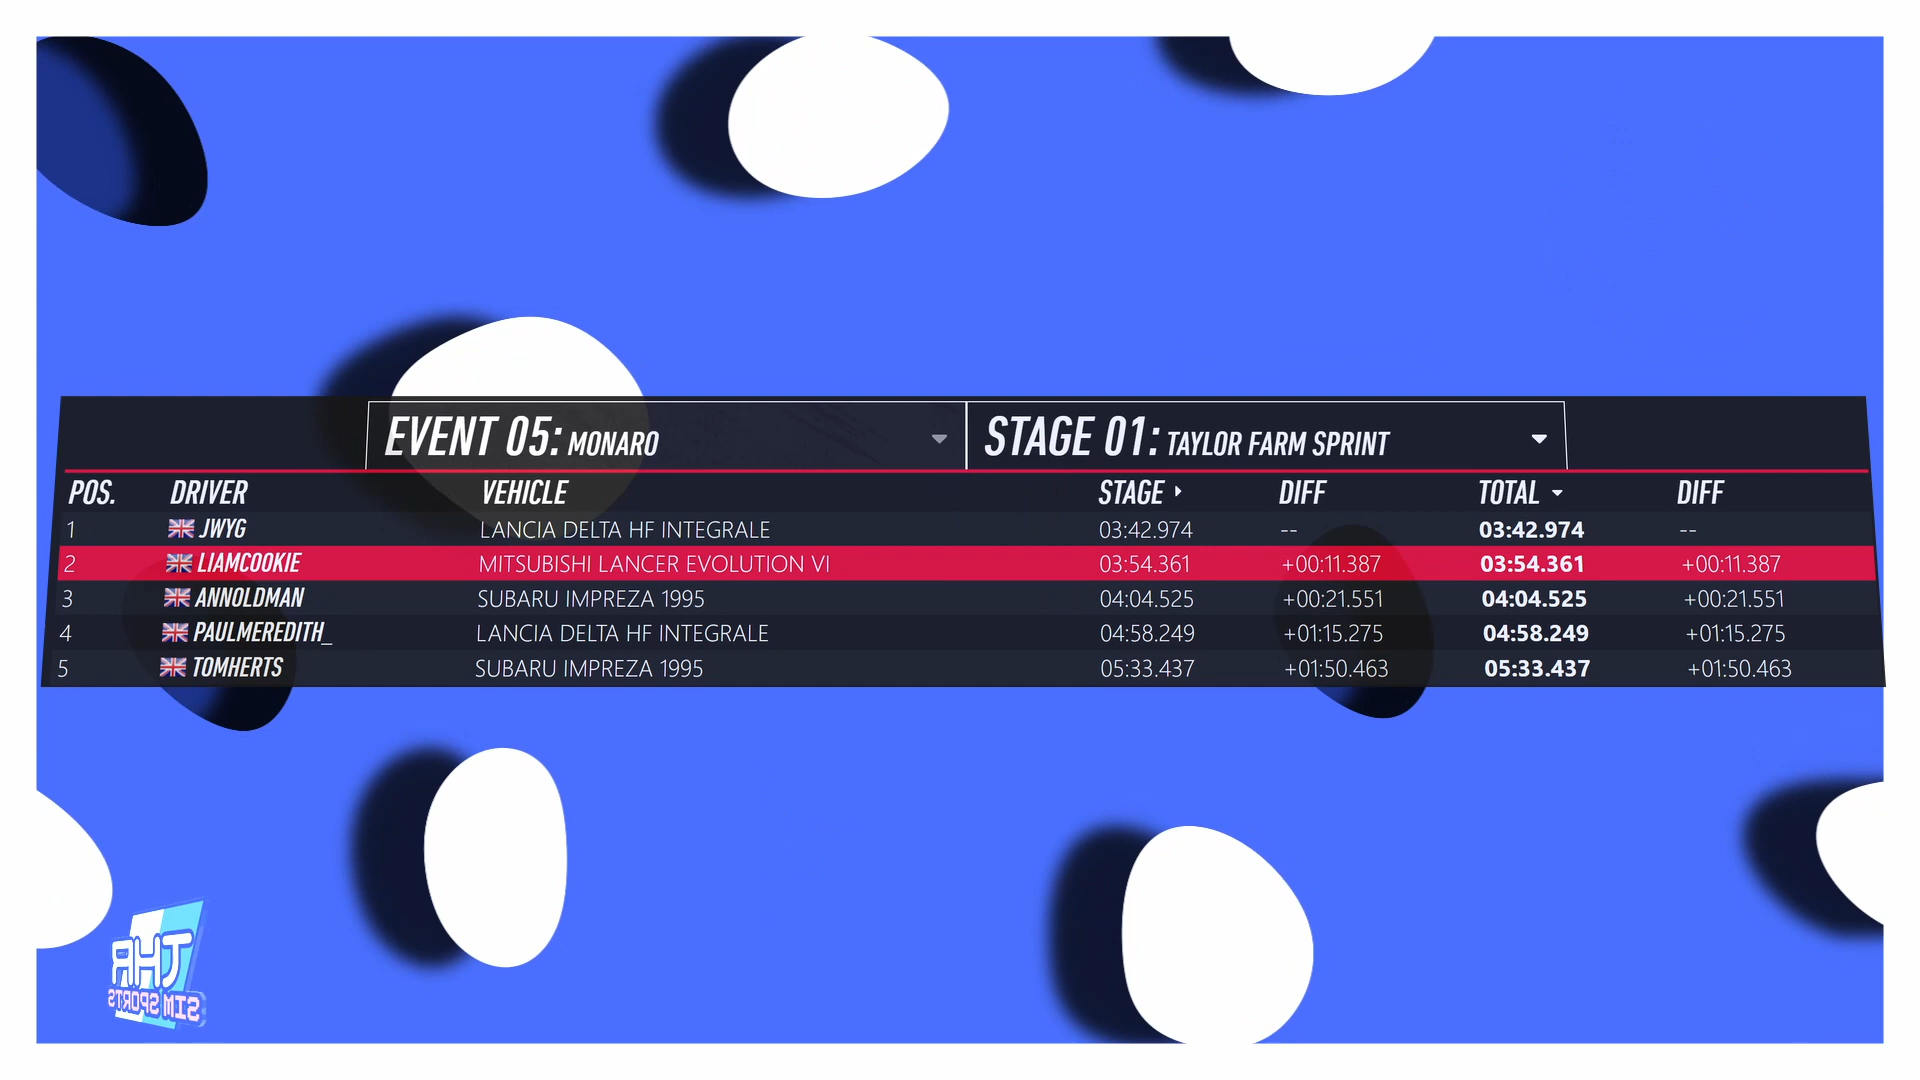 EVENT 05: MONARO STAGE 01: TAYLOR FARM SPRINT
POS. DRIVER VEHICLE STAGE DIFF TOTAL DIFF
1 JWYG LANCIA DELTA HF INTEGRALE 03:42.974 -- 03:42.974 --
2 LIAMCOOKIE MITSUBISHI LANCER EVOLUTION VI 03:54.361 +00:11.387 03:54.361 +00:11.387
3 ANNOLDMAN SUBARU IMPREZA 1995 04:04.525 +00:21.551 04:04.525 +00:21.551
4 PAULMEREDITH_ LANCIA DELTA HF INTEGRALE 04:58.249 +01:15.275 04:58.249 +01:15.275
5 TOMHERTS SUBARU IMPREZA 1995 05:33.437 +01:50.463 05:33.437 +01:50.463
JHR
SIM SPORTS